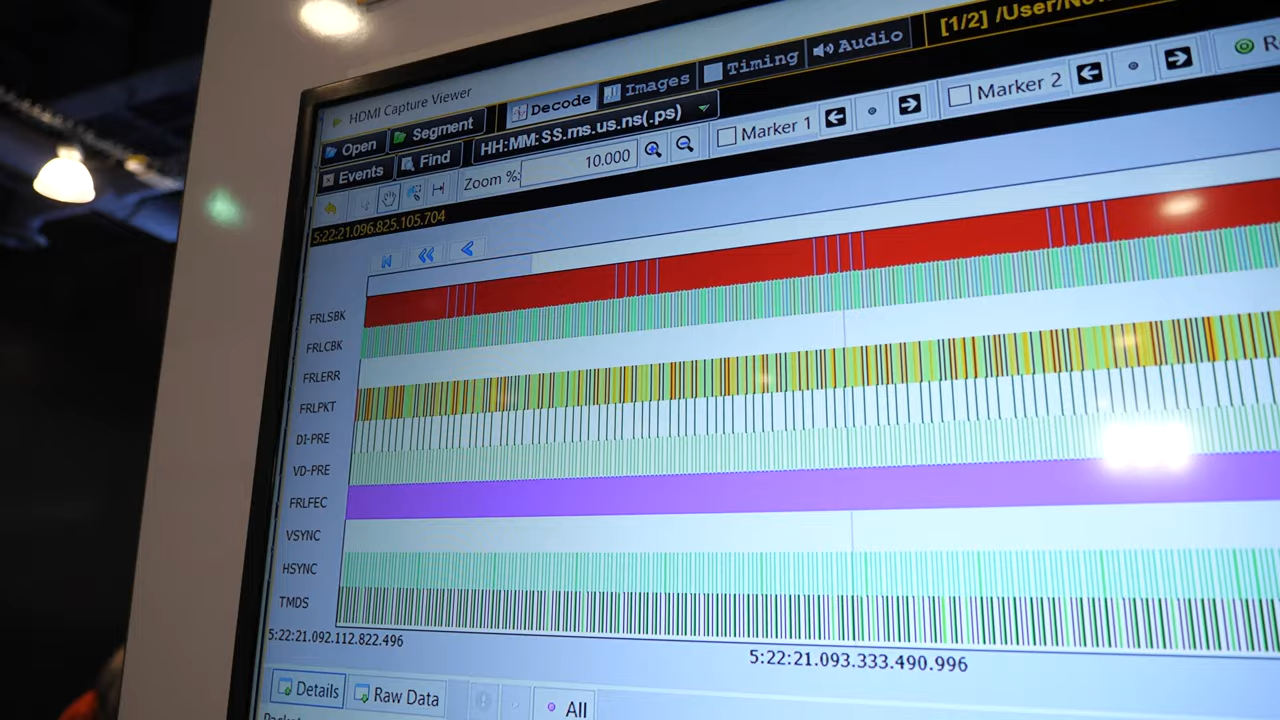 HDMI Capture Viewer
Open Segment Decode Images Timing Audio [1/2] /User/
Events Find HH:MM:SS.ms.us.ns(.ps) Marker 1 Marker 2
Zoom %: 10.000
5:22:21.096.825.105.704
FRLSBK
FRLCBK
FRLERR
FRLPKT
DI-PRE
VD-PRE
FRLFEC
VSYNC
HSYNC
TMDS
5:22:21.092.112.822.496 5:22:21.093.333.490.996
Details Raw Data All